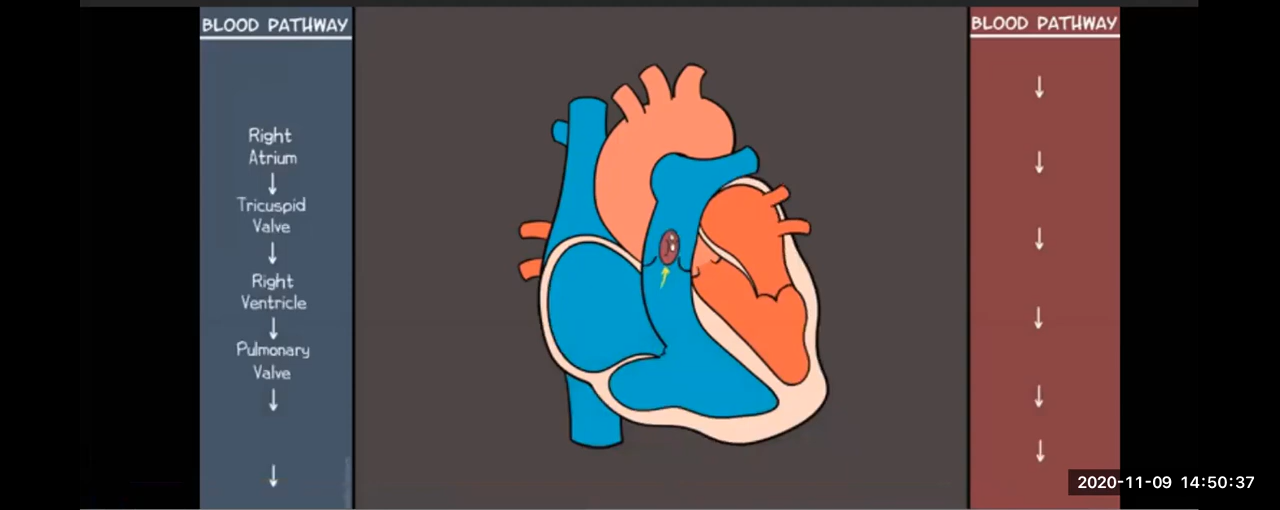 BLOOD PATHWAY
Right
Atrium
↓
Tricuspid
Valve
↓
Right
Ventricle
↓
Pulmonary
Valve
↓
↓
BLOOD PATHWAY
↓
↓
↓
↓
↓
↓
2020-11-09 14:50:37